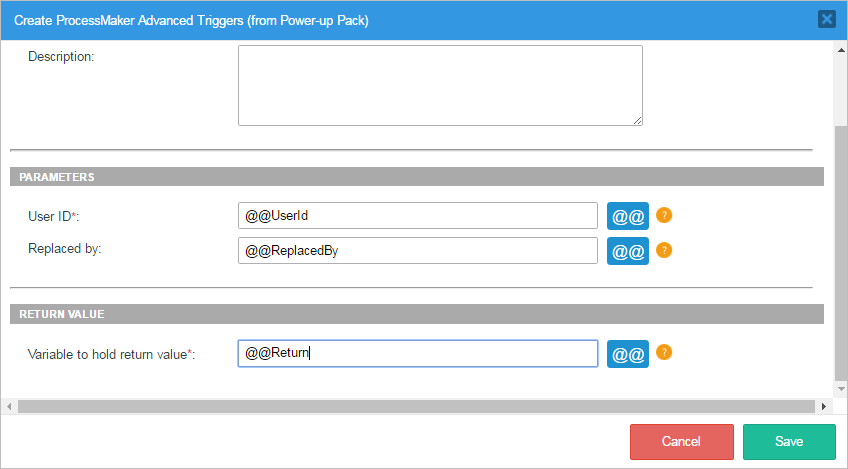 Create ProcessMaker Advanced Triggers (from Power-up Pack)
Description:
PARAMETERS
User ID*: @@UserId @@ ?
Replaced by: @@ReplacedBy @@ ?
RETURN VALUE
Variable to hold return value*: @@Return @@ ?
Cancel Save